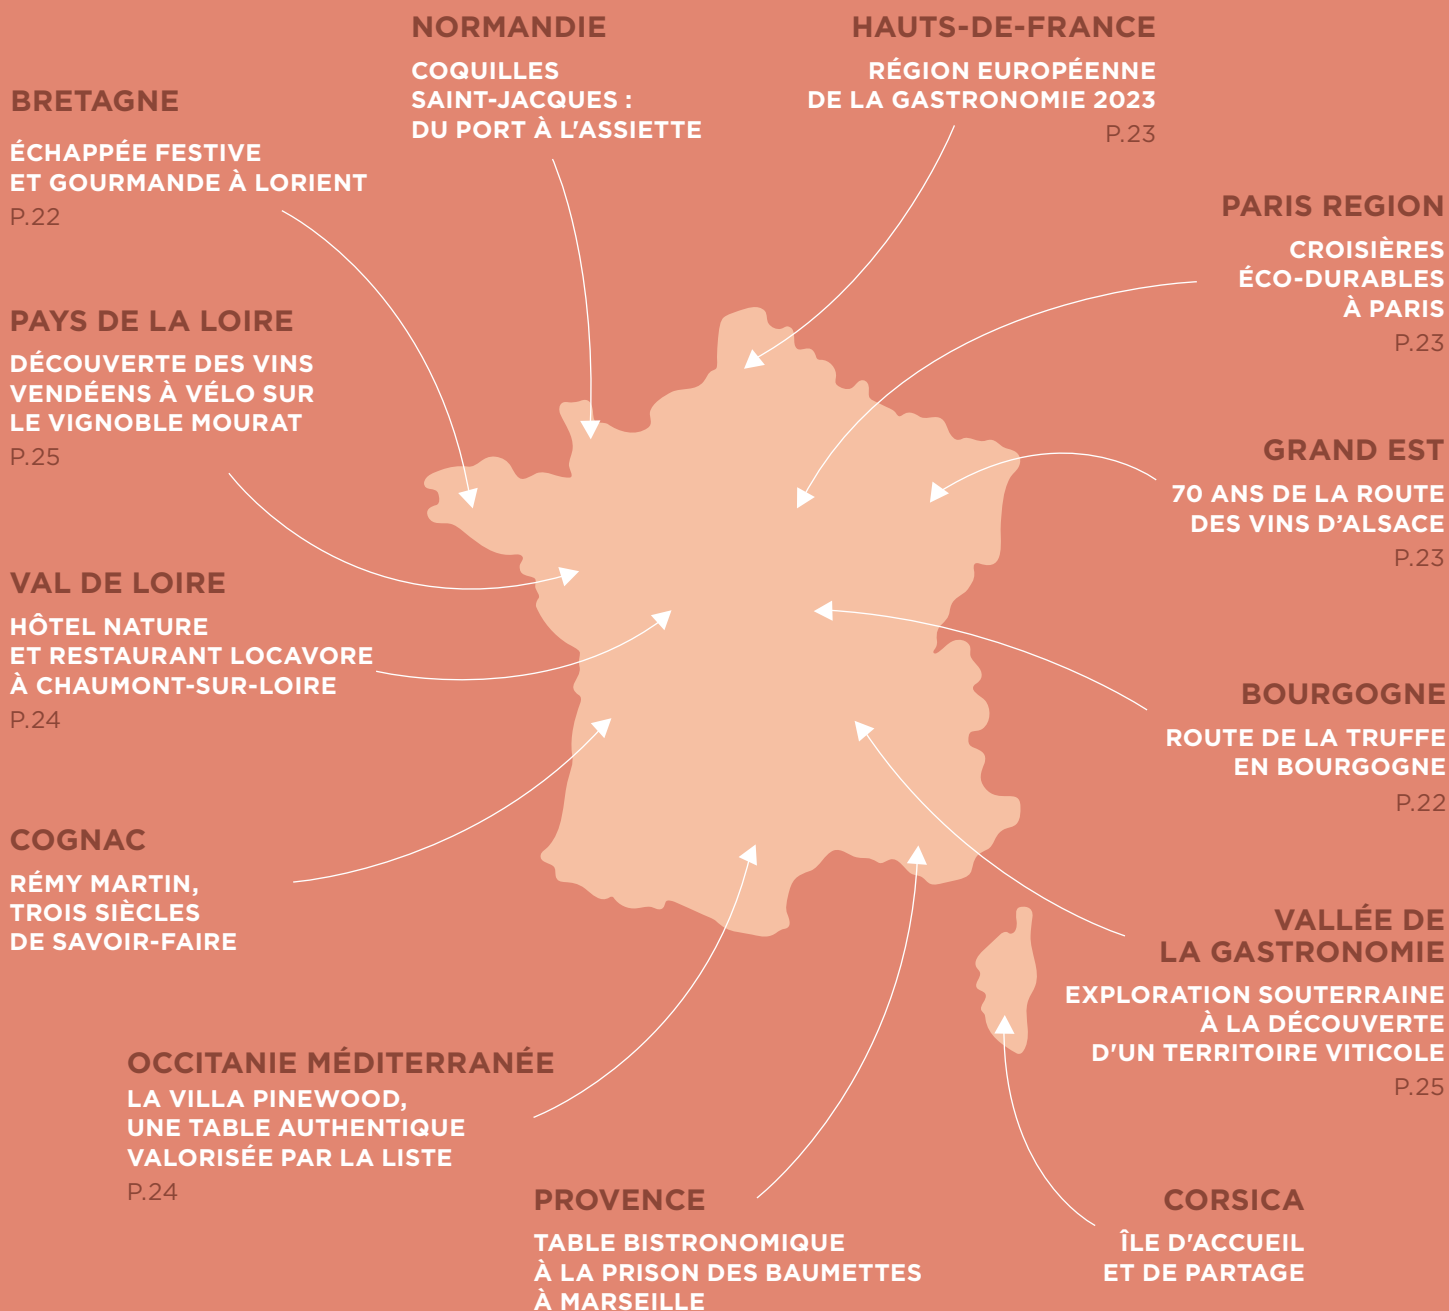 NORMANDIE
COQUILLES
SAINT-JACQUES :
DU PORT À L'ASSIETTE
HAUTS-DE-FRANCE
RÉGION EUROPÉENNE
DE LA GASTRONOMIE 2023
P.23
BRETAGNE
ÉCHAPPÉE FESTIVE
ET GOURMANDE À LORIENT
P.22
PARIS REGION
CROISIÈRES
ÉCO-DURABLES
À PARIS
P.23
PAYS DE LA LOIRE
DÉCOUVERTE DES VINS
VENDÉENS À VÉLO SUR
LE VIGNOBLE MOURAT
P.25
GRAND EST
70 ANS DE LA ROUTE
DES VINS D’ALSACE
P.23
VAL DE LOIRE
HÔTEL NATURE
ET RESTAURANT LOCAVORE
À CHAUMONT-SUR-LOIRE
P.24
BOURGOGNE
ROUTE DE LA TRUFFE
EN BOURGOGNE
P.22
COGNAC
RÉMY MARTIN,
TROIS SIÈCLES
DE SAVOIR-FAIRE
VALLÉE DE
LA GASTRONOMIE
EXPLORATION SOUTERRAINE
À LA DÉCOUVERTE
D'UN TERRITOIRE VITICOLE
P.25
OCCITANIE MÉDITERRANÉE
LA VILLA PINEWOOD,
UNE TABLE AUTHENTIQUE
VALORISÉE PAR LA LISTE
P.24
PROVENCE
TABLE BISTRONOMIQUE
À LA PRISON DES BAUMETTES
À MARSEILLE
CORSICA
ÎLE D'ACCUEIL
ET DE PARTAGE